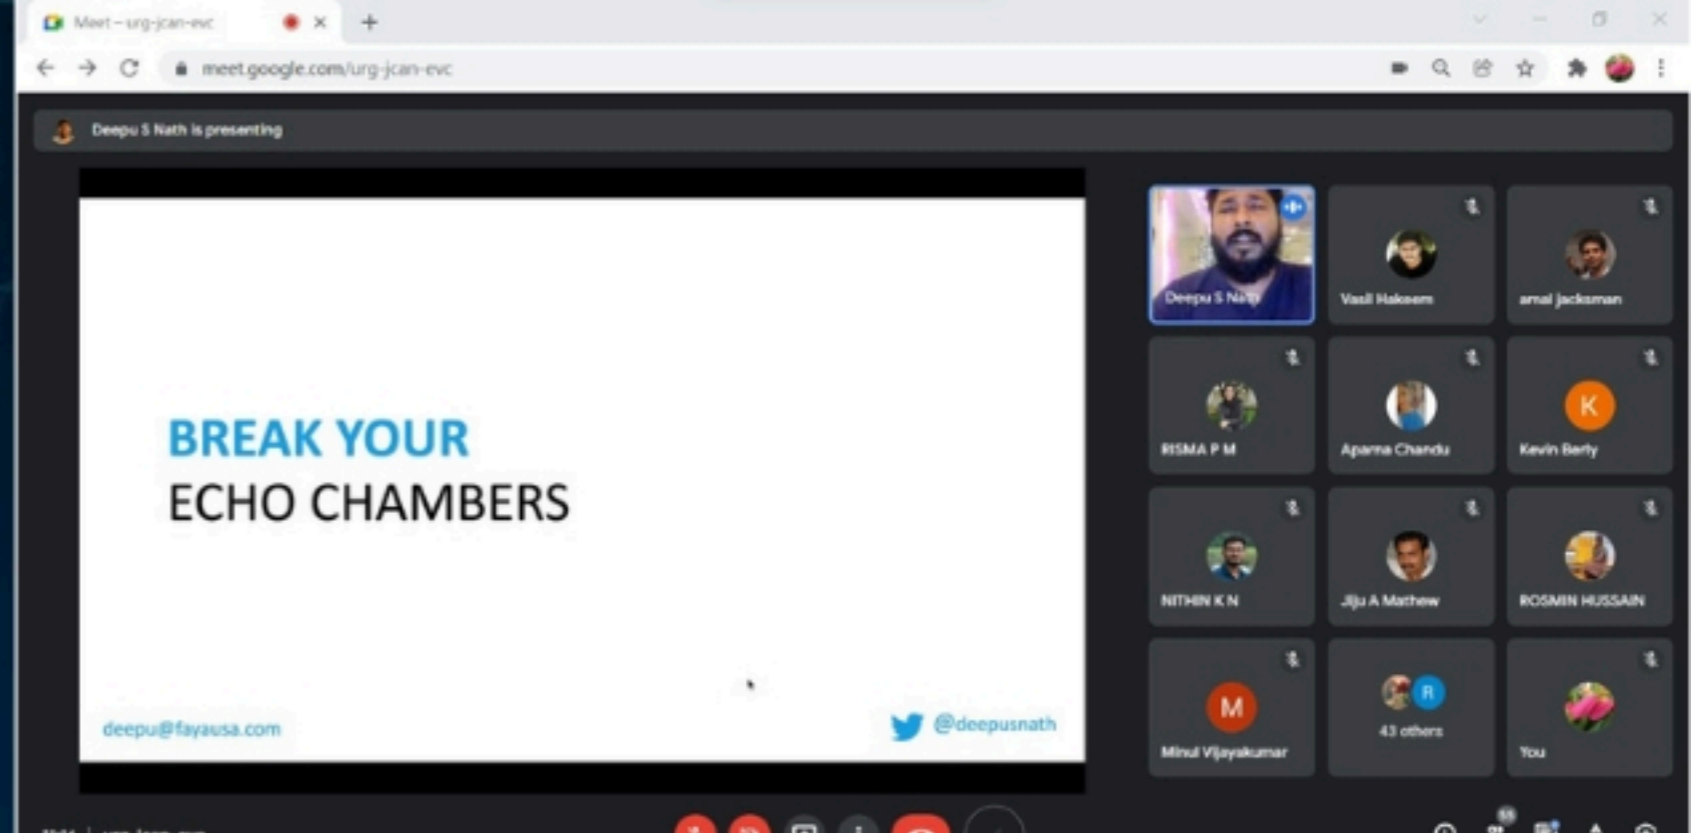 Meet – urg-jcan-evc
meet.google.com/urg-jcan-evc
Deepu S Nath is presenting
BREAK YOUR
ECHO CHAMBERS
deepu@fayausa.com
@deepusnath
Deepu S Nath
Vasil Hakeem
amal jacksman
RISMA P M
Aparna Chandu
Kevin Berly
K
NITHIN K N
Jiju A Mathew
ROSMIN HUSSAIN
M
Minul Vijayakumar
R
43 others
You